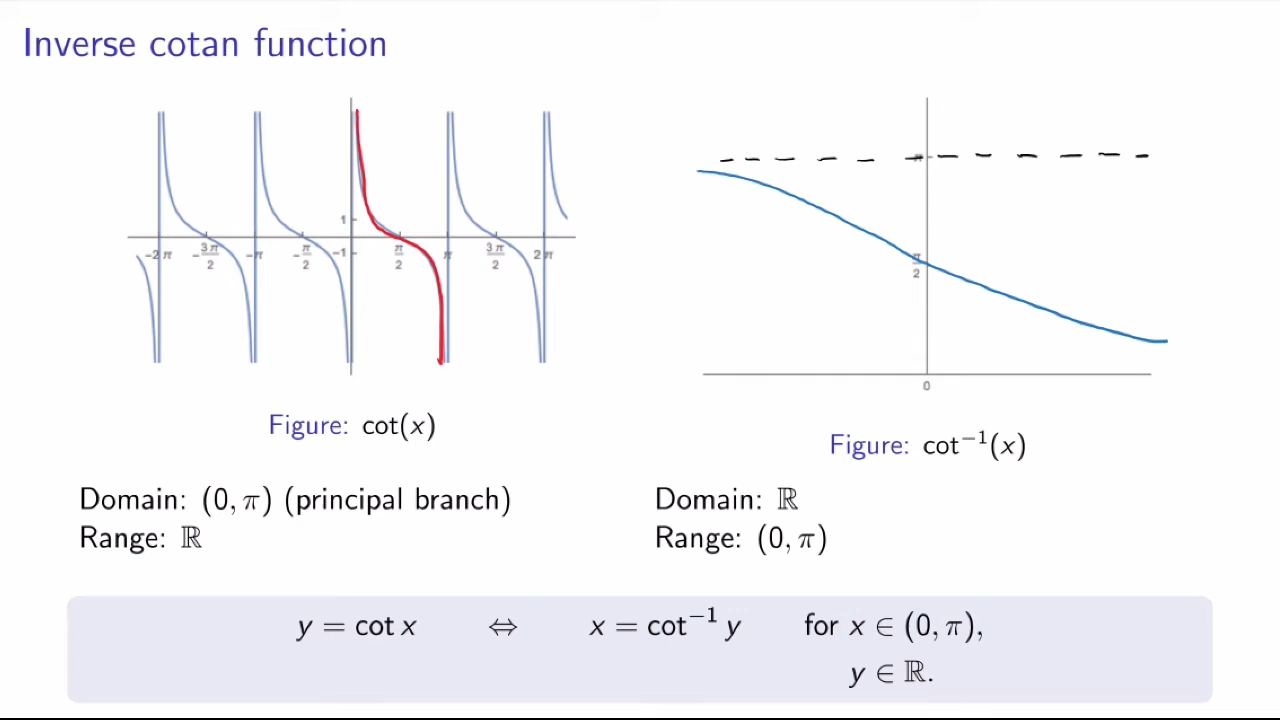 Inverse cotan function
1
−1
−2π
−3π/2
−π
−π/2
π/2
π
3π/2
2π
π
π/2
0
Figure: cot(x)
Figure: cot⁻¹(x)
Domain: (0, π) (principal branch)
Range: ℝ
Domain: ℝ
Range: (0, π)
y = cot x ⇔ x = cot⁻¹ y for x ∈ (0, π),
y ∈ ℝ.